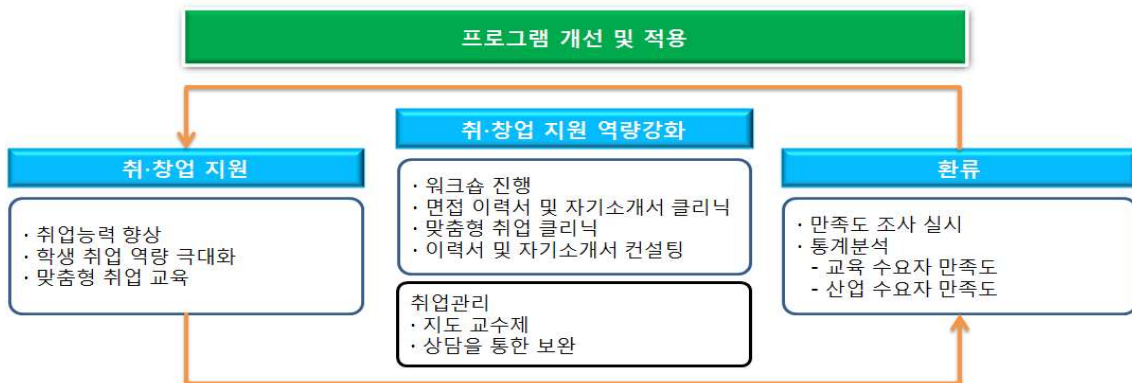 프로그램 개선 및 적용
취·창업 지원
· 취업능력 향상
· 학생 취업 역량 극대화
· 맞춤형 취업 교육
취·창업 지원 역량강화
· 워크숍 진행
· 면접 이력서 및 자기소개서 클리닉
· 맞춤형 취업 클리닉
· 이력서 및 자기소개서 컨설팅
취업관리
· 지도 교수제
· 상담을 통한 보완
환류
· 만족도 조사 실시
· 통계분석
- 교육 수요자 만족도
- 산업 수요자 만족도